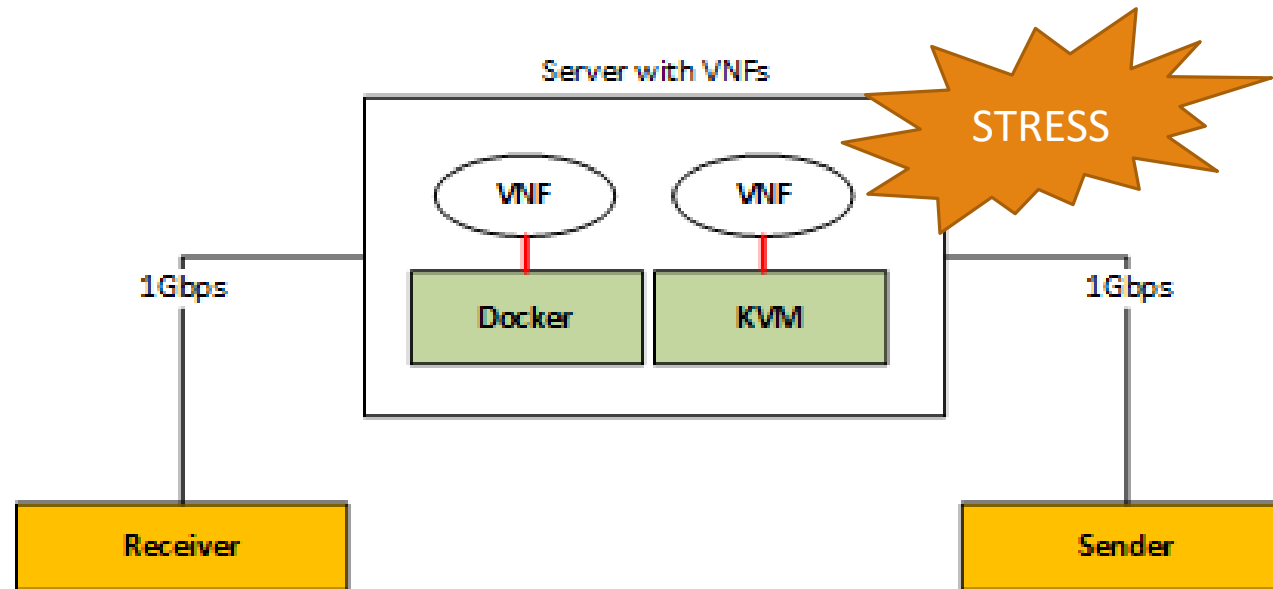 Server with VNFs
STRESS
VNF
VNF
1Gbps
1Gbps
Docker
KVM
Receiver
Sender